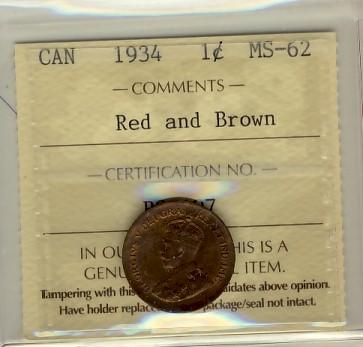 CAN 1934 1¢ MS-62
— COMMENTS —
Red and Brown
— CERTIFICATION NO. —
IN HIS IS A
ITEM.
Tampering with this above opinion.
Have holder package/seal not intact.